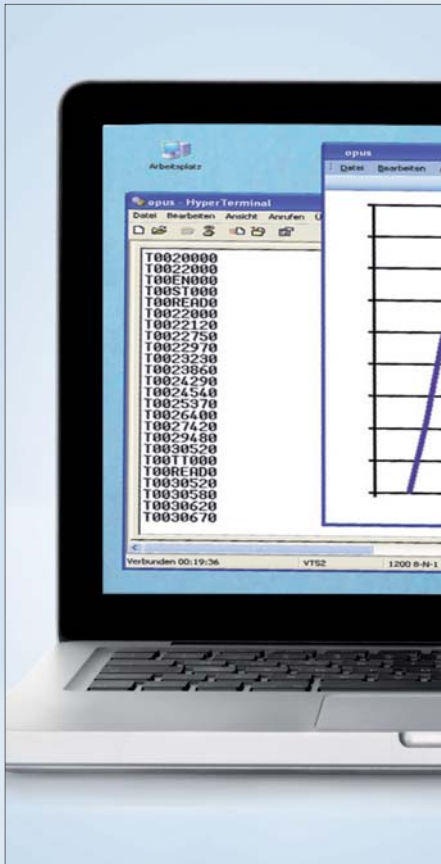 Arbeitsplatz
opus - HyperTerminal
Datei Bearbeiten Ansicht Anrufen
T0020000
T0022000
T00EN000
T00ST000
T00READ0
T0022000
T0022120
T0022750
T0022970
T0023230
T0023860
T0024290
T0024540
T0025370
T0026400
T0027420
T0029480
T0030520
T00TT000
T00READ0
T0030520
T0030580
T0030620
T0030670
Verbunden 00:19:36 VT52 1200 8-N-1
opus
Datei Bearbeiten